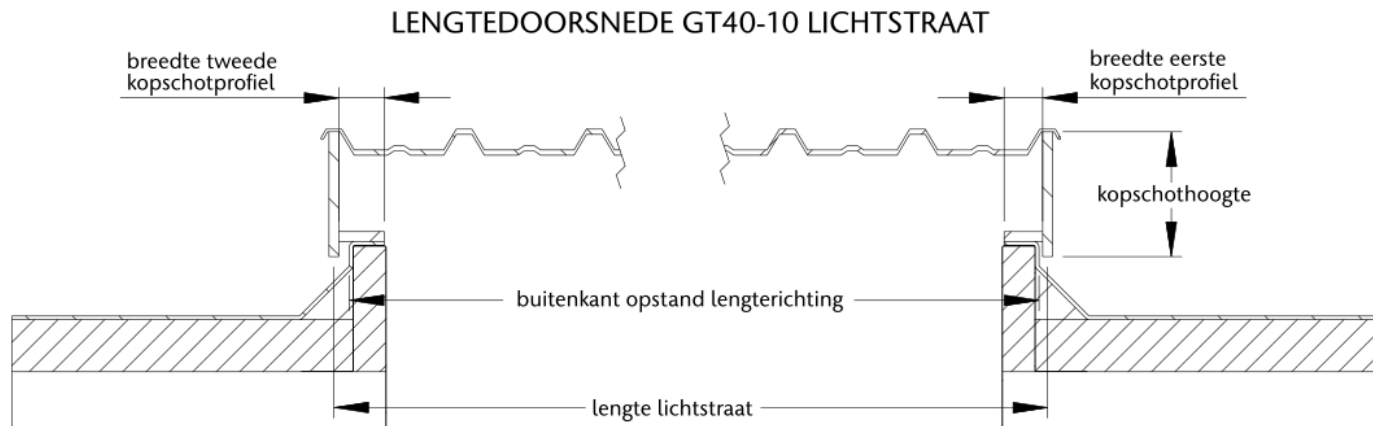 LENGTEDOORSNEDE GT40-10 LICHTSTRAAT
breedte tweede
kopschotprofiel
breedte eerste
kopschotprofiel
kopschothoogte
buitenkant opstand lengterichting
lengte lichtstraat